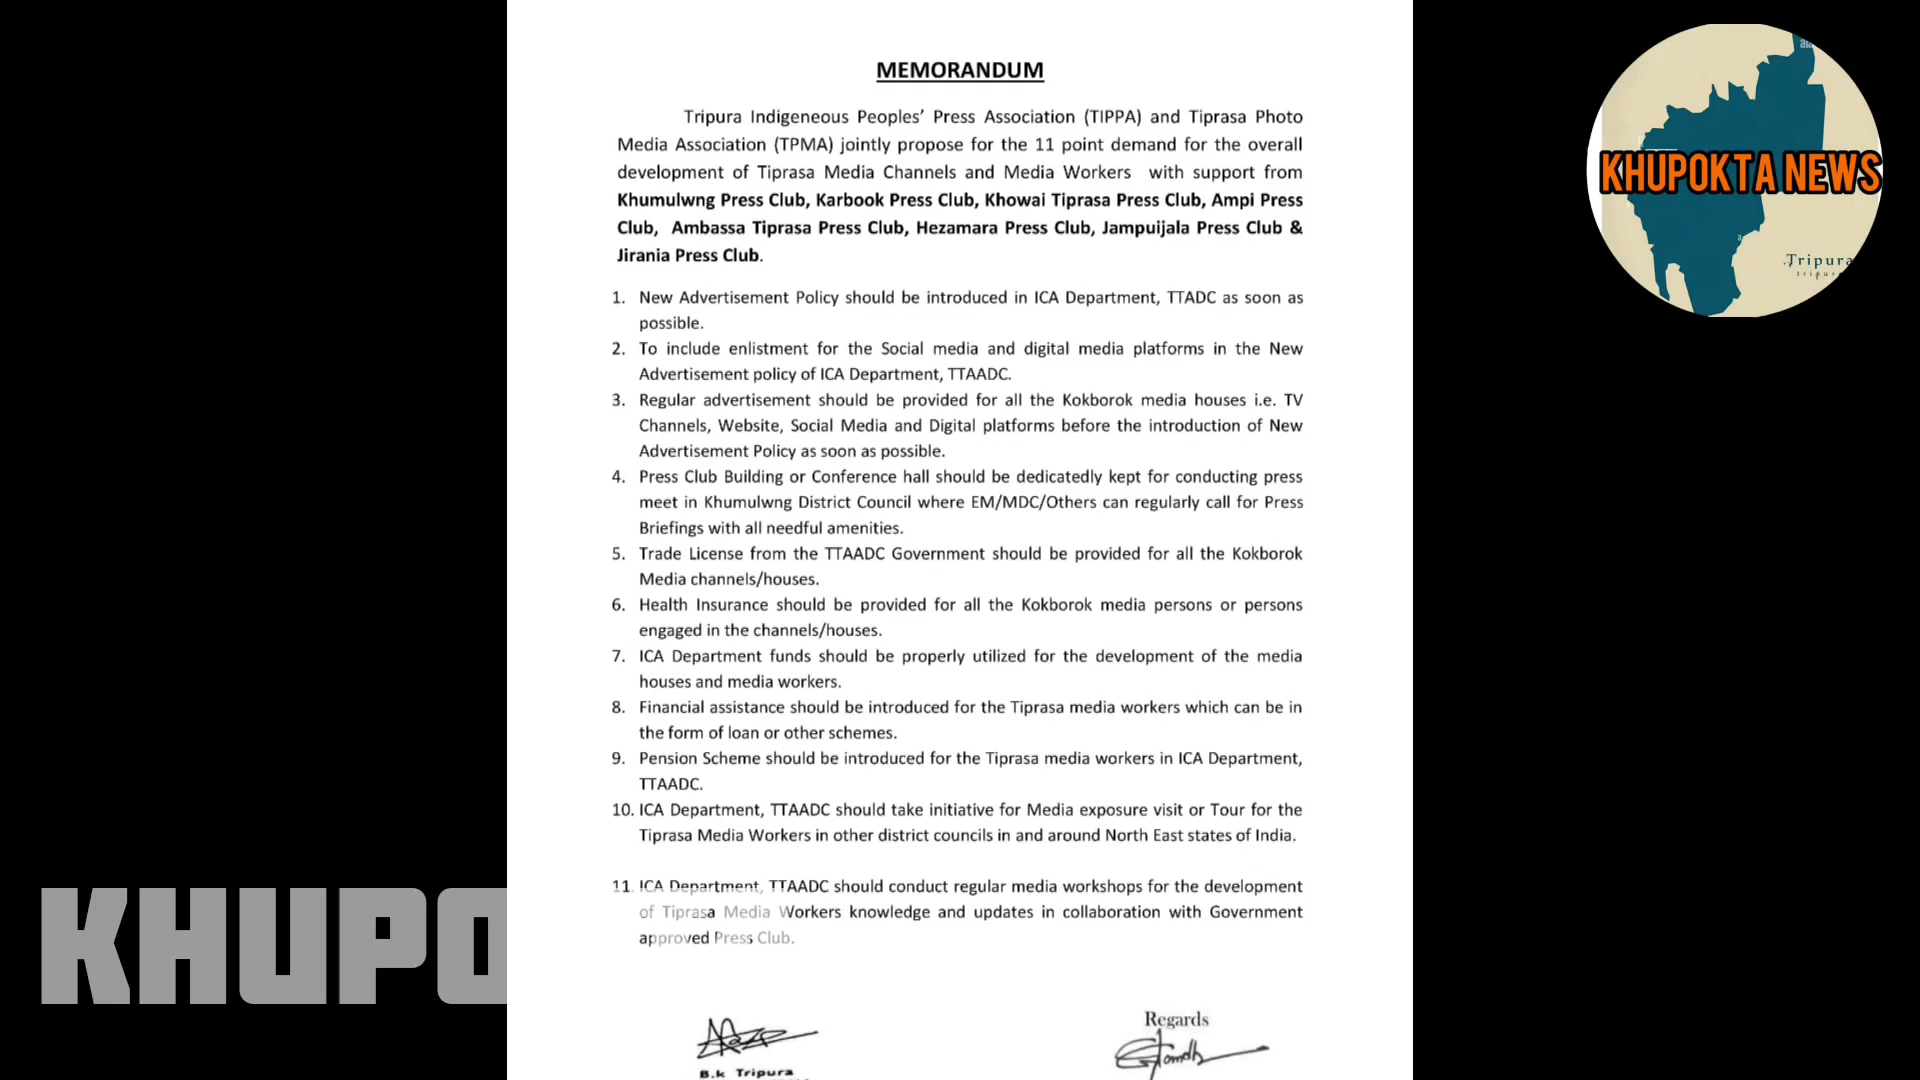 MEMORANDUM
Tripura Indigeneous Peoples' Press Association (TIPPA) and Tiprasa Photo
Media Association (TPMA) jointly propose for the 11 point demand for the overall
development of Tiprasa Media Channels and Media Workers with support from
Khumulwng Press Club, Karbook Press Club, Khowai Tiprasa Press Club, Ampi Press
Club, Ambassa Tiprasa Press Club, Hezamara Press Club, Jampuijala Press Club &
Jirania Press Club.
1. New Advertisement Policy should be introduced in ICA Department, TTADC as soon as
possible.
2. To include enlistment for the Social media and digital media platforms in the New
Advertisement policy of ICA Department, TTAADC.
3. Regular advertisement should be provided for all the Kokborok media houses i.e. TV
Channels, Website, Social Media and Digital platforms before the introduction of New
Advertisement Policy as soon as possible.
4. Press Club Building or Conference hall should be dedicatedly kept for conducting press
meet in Khumulwng District Council where EM/MDC/Others can regularly call for Press
Briefings with all needful amenities.
5. Trade License from the TTAADC Government should be provided for all the Kokborok
Media channels/houses.
6. Health Insurance should be provided for all the Kokborok media persons or persons
engaged in the channels/houses.
7. ICA Department funds should be properly utilized for the development of the media
houses and media workers.
8. Financial assistance should be introduced for the Tiprasa media workers which can be in
the form of loan or other schemes.
9. Pension Scheme should be introduced for the Tiprasa media workers in ICA Department,
TTAADC.
10. ICA Department, TTAADC should take initiative for Media exposure visit or Tour for the
Tiprasa Media Workers in other district councils in and around North East states of India.
11. ICA Department, TTAADC should conduct regular media workshops for the development
of Tiprasa Media Workers knowledge and updates in collaboration with Government
approved Press Club.
Regards
B.k Tripura
KHUPO
KHUPOKTA NEWS
Tripura
tripur